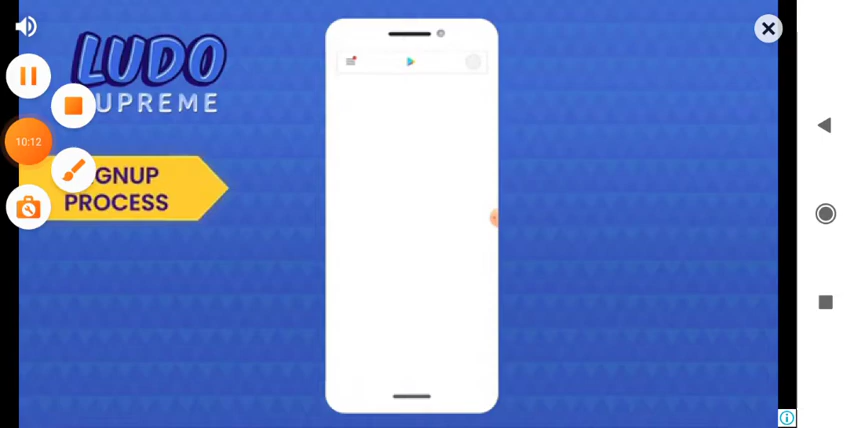 LUDO
UPREME
10:12
GNUP
PROCESS